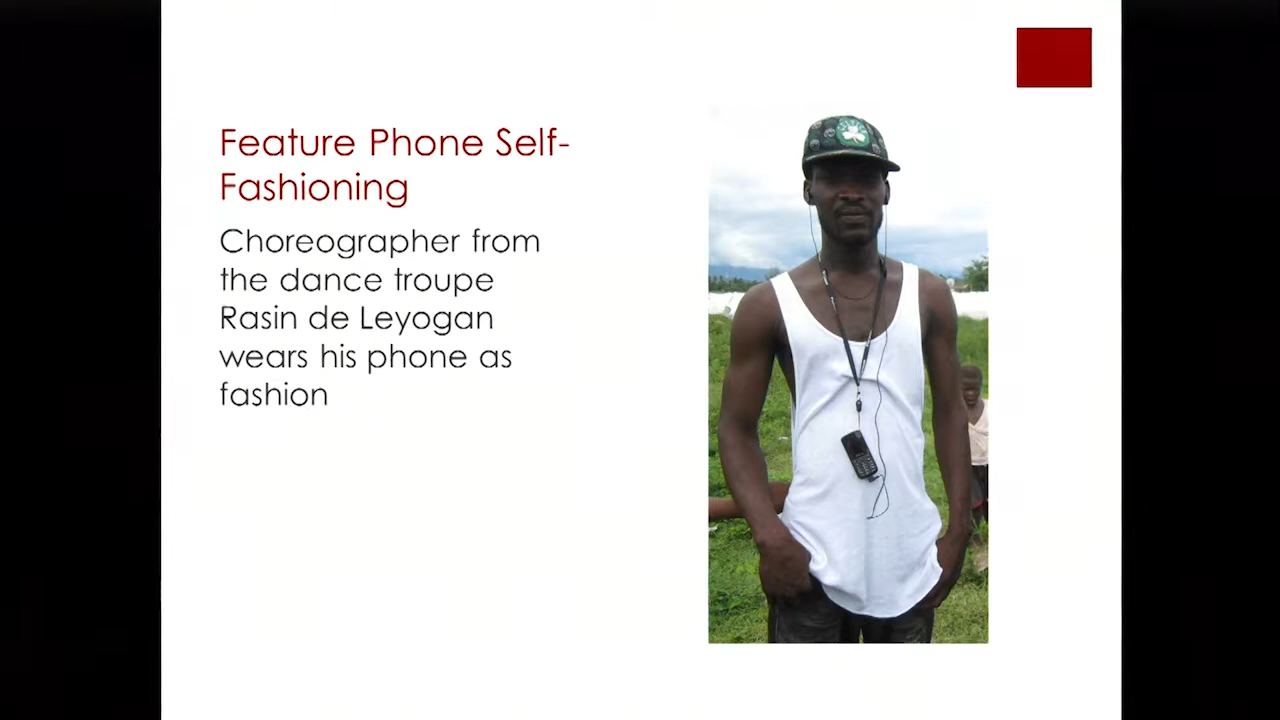 Feature Phone Self-
Fashioning
Choreographer from
the dance troupe
Rasin de Leyogan
wears his phone as
fashion